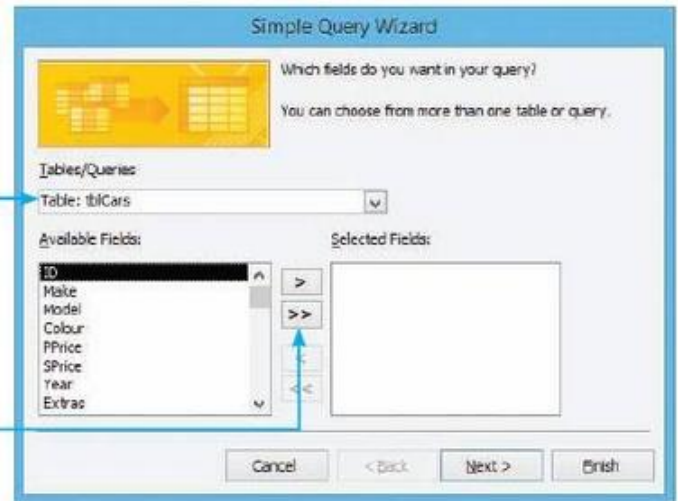 Simple Query Wizard
Which fields do you want in your query?
You can choose from more than one table or query.
Tables/Queries
Table: tblCars
Available Fields:
Selected Fields:
ID
Make
Model
Colour
PPrice
SPrice
Year
Extras
>
>>
<
<<
Cancel
< Back
Next >
Finish